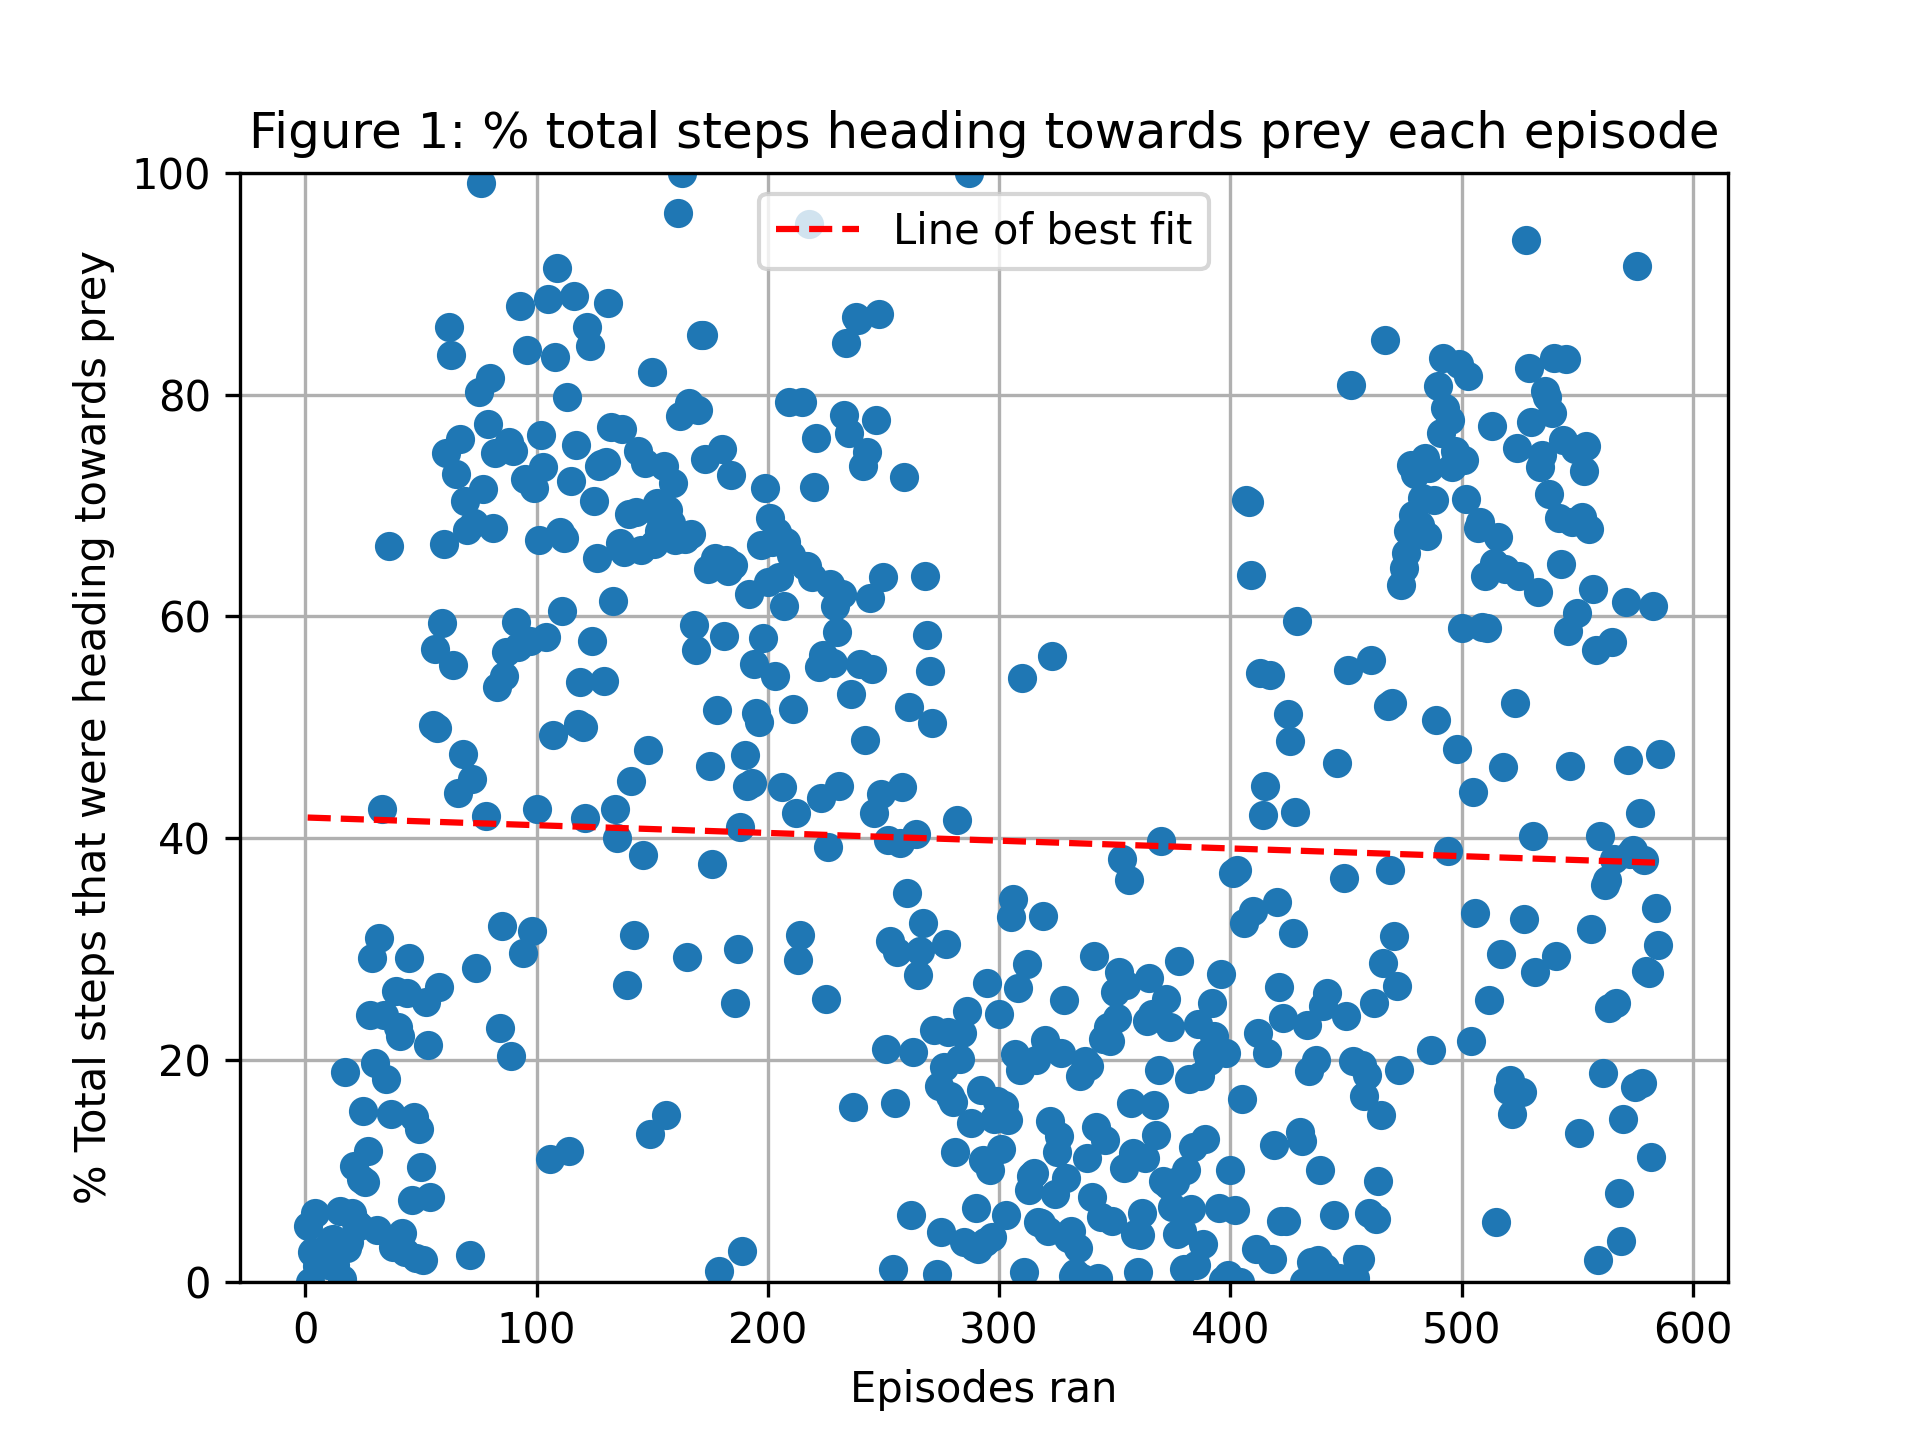 Figure 1: % total steps heading towards prey each episode
Line of best fit
% Total steps that were heading towards prey
100
80
60
40
20
0
0 100 200 300 400 500 600
Episodes ran